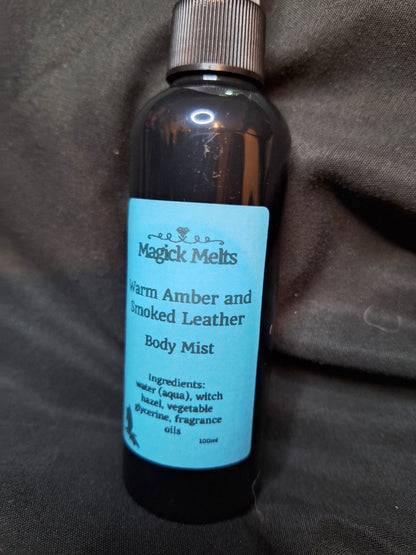 Magick Melts
Warm Amber and
Smoked Leather
Body Mist
Ingredients:
water (aqua), witch
hazel, vegetable
glycerine, fragrance
oils
100ml